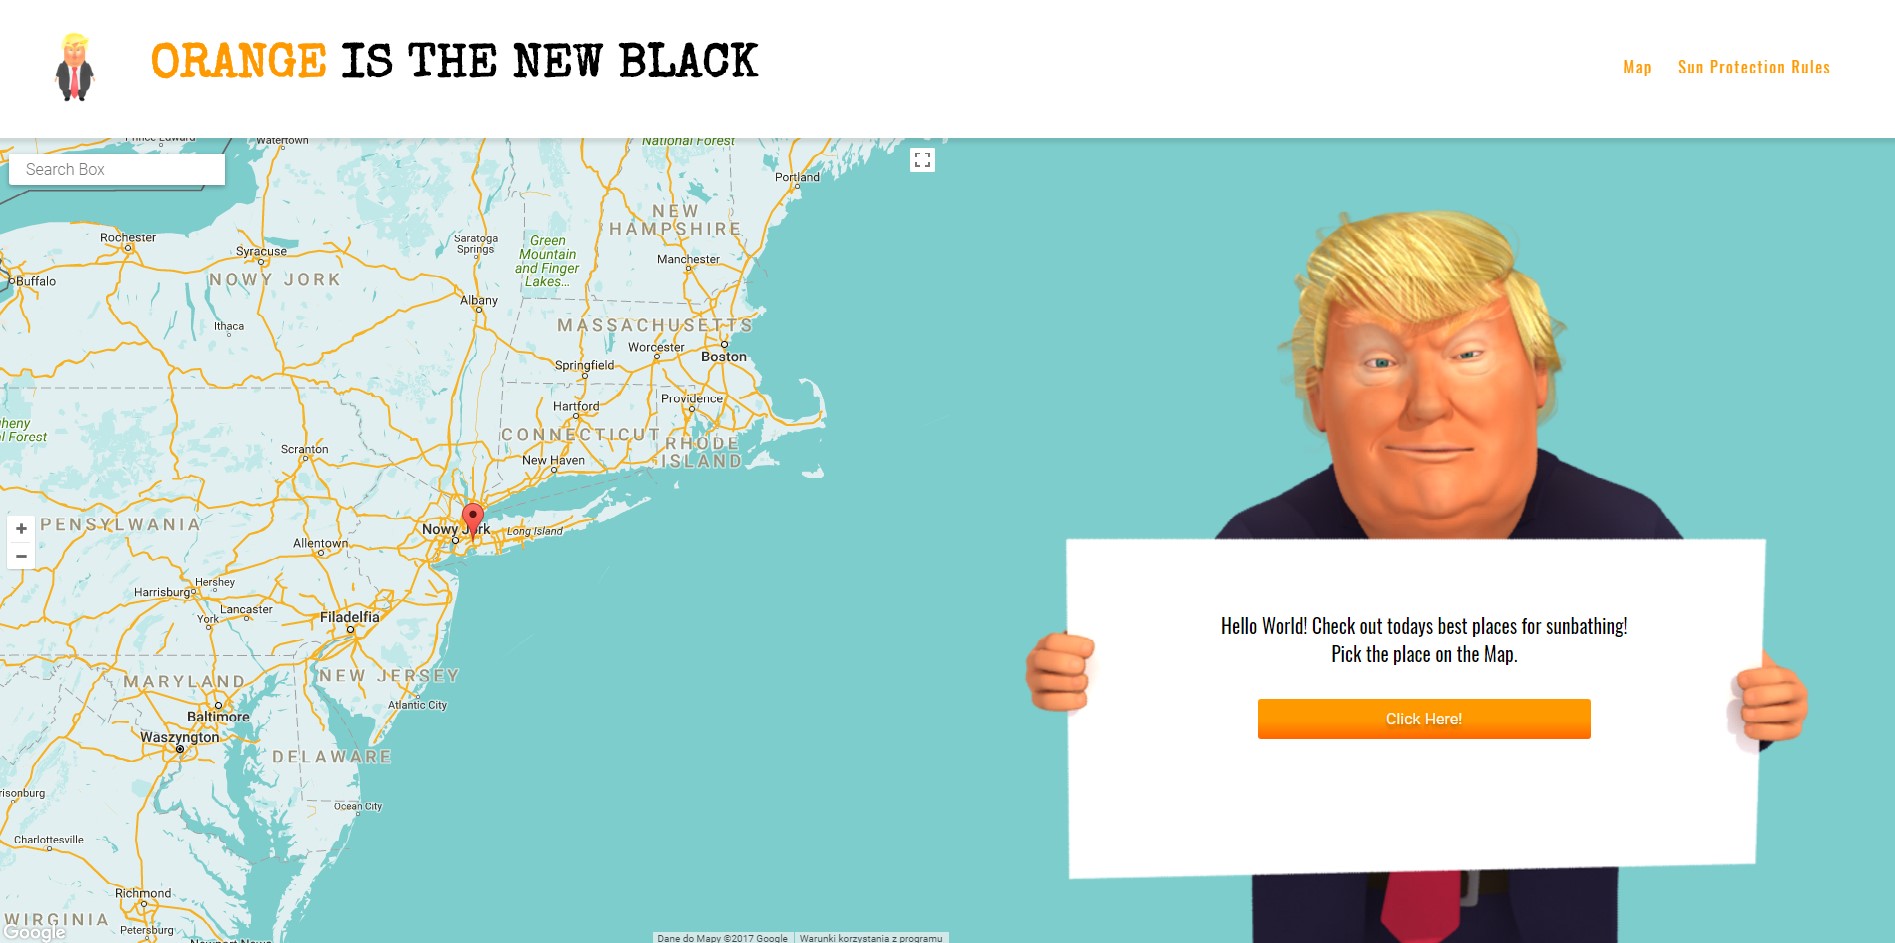 ORANGE IS THE NEW BLACK
Map
Sun Protection Rules
Search Box
Watertown
National Forest
Portland
NEW
HAMPSHIRE
Rochester
Syracuse
Saratoga
Springs
Green
Mountain
and Finger
Lakes...
Manchester
Buffalo
NOWY JORK
Albany
Ithaca
MASSACHUSETTS
Worcester
Boston
Springfield
Hartford
Providence
CONNECTICUT
RHODE
ISLAND
Scranton
New Haven
PENSYLWANIA
Nowy Jork
Long Island
Allentown
Hershey
Harrisburg
Lancaster
York
Filadelfia
MARYLAND
NEW JERSEY
Atlantic City
Baltimore
Waszyngton
DELAWARE
Ocean City
Charlottesville
Richmond
WIRGINIA
Petersburg
Google
Dane do Mapy ©2017 Google
Warunki korzystania z programu
Hello World! Check out todays best places for sunbathing!
Pick the place on the Map.
Click Here!